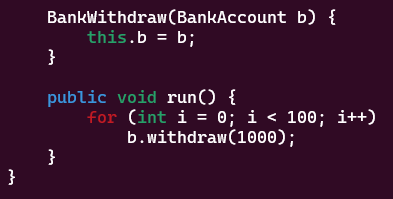 BankWithdraw(BankAccount b) {
this.b = b;
}
public void run() {
for (int i = 0; i < 100; i++)
b.withdraw(1000);
}
}